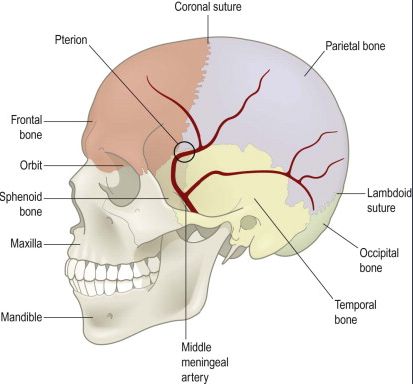 Coronal suture
Pterion
Parietal bone
Frontal
bone
Orbit
Sphenoid
bone
Lambdoid
suture
Maxilla
Occipital
bone
Temporal
bone
Mandible
Middle
meningeal
artery